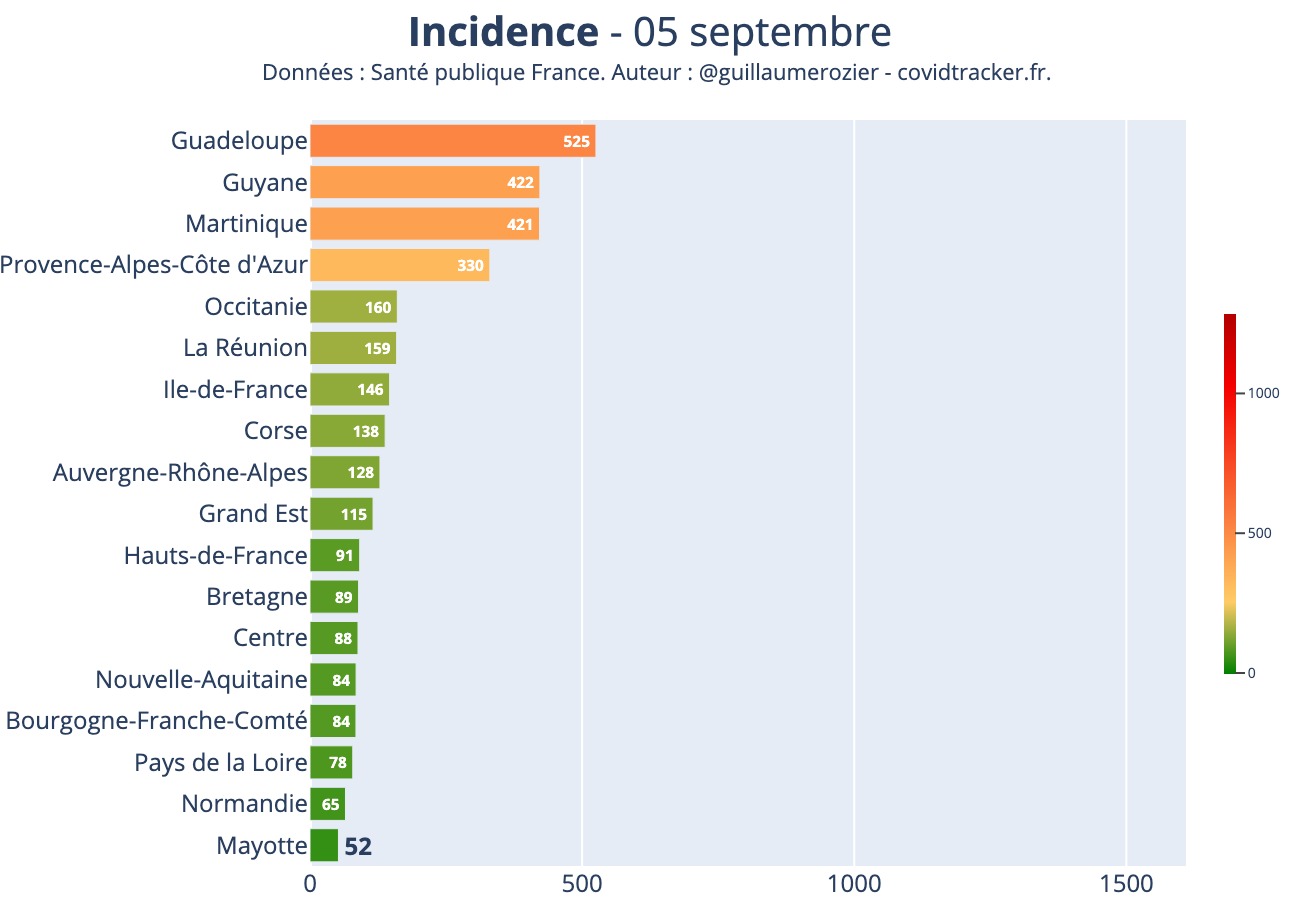 Incidence - 05 septembre
Données : Santé publique France. Auteur : @guillaumerozier - covidtracker.fr.
Guadeloupe 525
Guyane 422
Martinique 421
Provence-Alpes-Côte d'Azur 330
Occitanie 160
La Réunion 159
Ile-de-France 146
Corse 138
Auvergne-Rhône-Alpes 128
Grand Est 115
Hauts-de-France 91
Bretagne 89
Centre 88
Nouvelle-Aquitaine 84
Bourgogne-Franche-Comté 84
Pays de la Loire 78
Normandie 65
Mayotte 52
0 500 1000 1500
1000
500
0